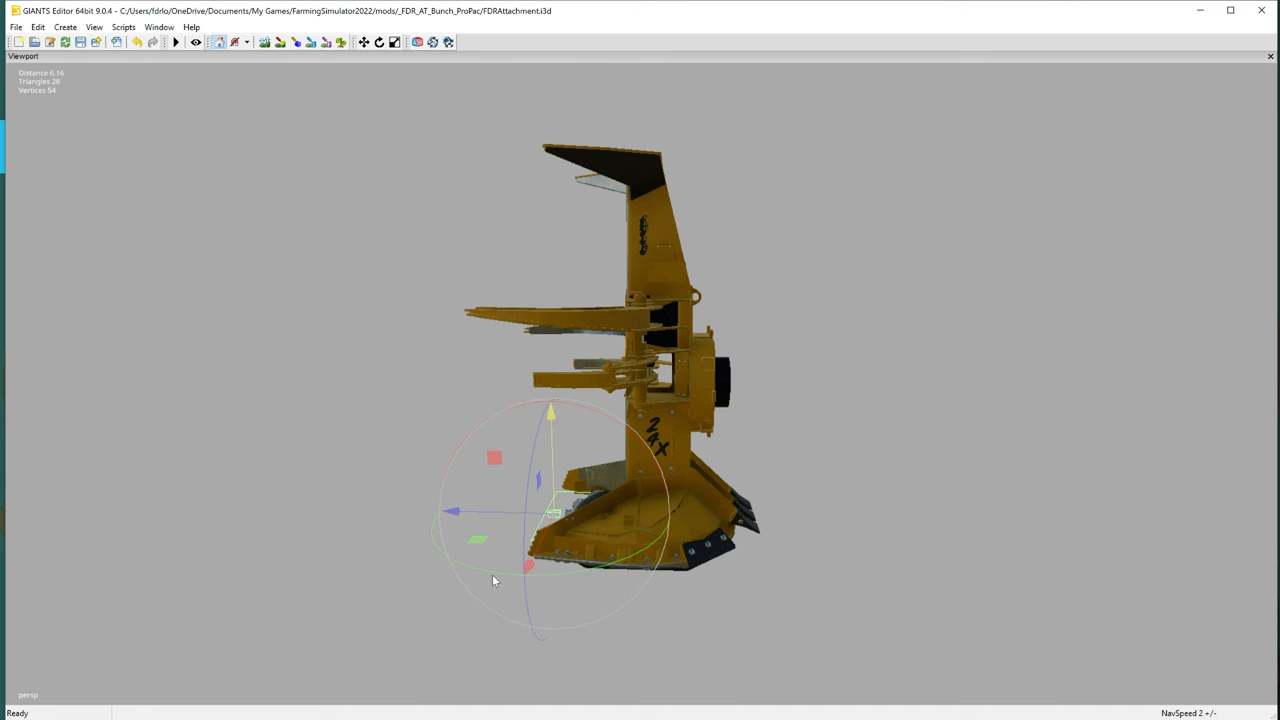 GIANTS Editor 64bit 9.0.4 - C:/Users/fdrlo/OneDrive/Documents/My Games/FarmingSimulator2022/mods/_FDR_AT_Bunch_ProPac/FDRAttachment.i3d
File Edit Create View Scripts Window Help
Viewport
Distance 6.16
Triangles 28
Vertices 54
24X
persp
Ready
NavSpeed 2 +/-